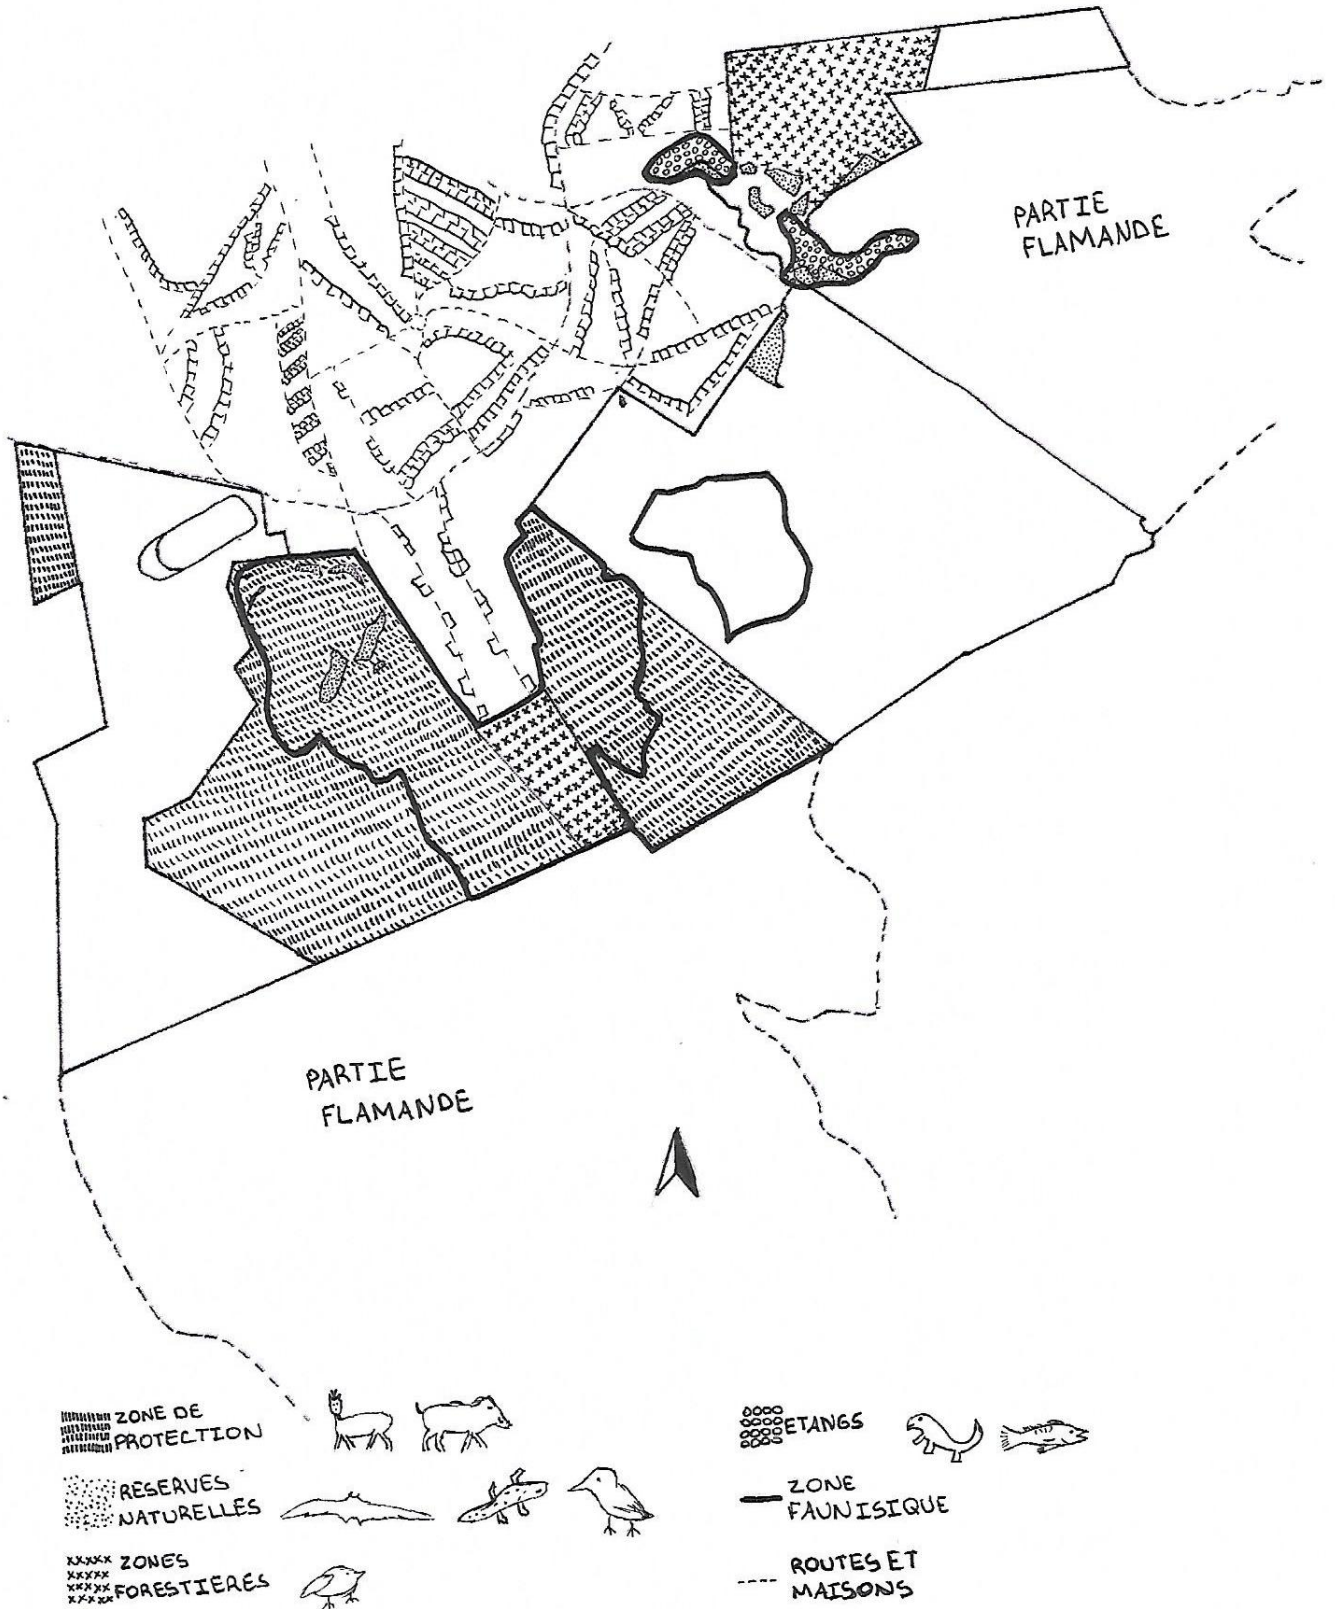 PARTIE
FLAMANDE
PARTIE
FLAMANDE
ZONE DE
PROTECTION
RESERVES
NATURELLES
ZONES
FORESTIERES
ETANGS
ZONE
FAUNISIQUE
ROUTES ET
MAISONS